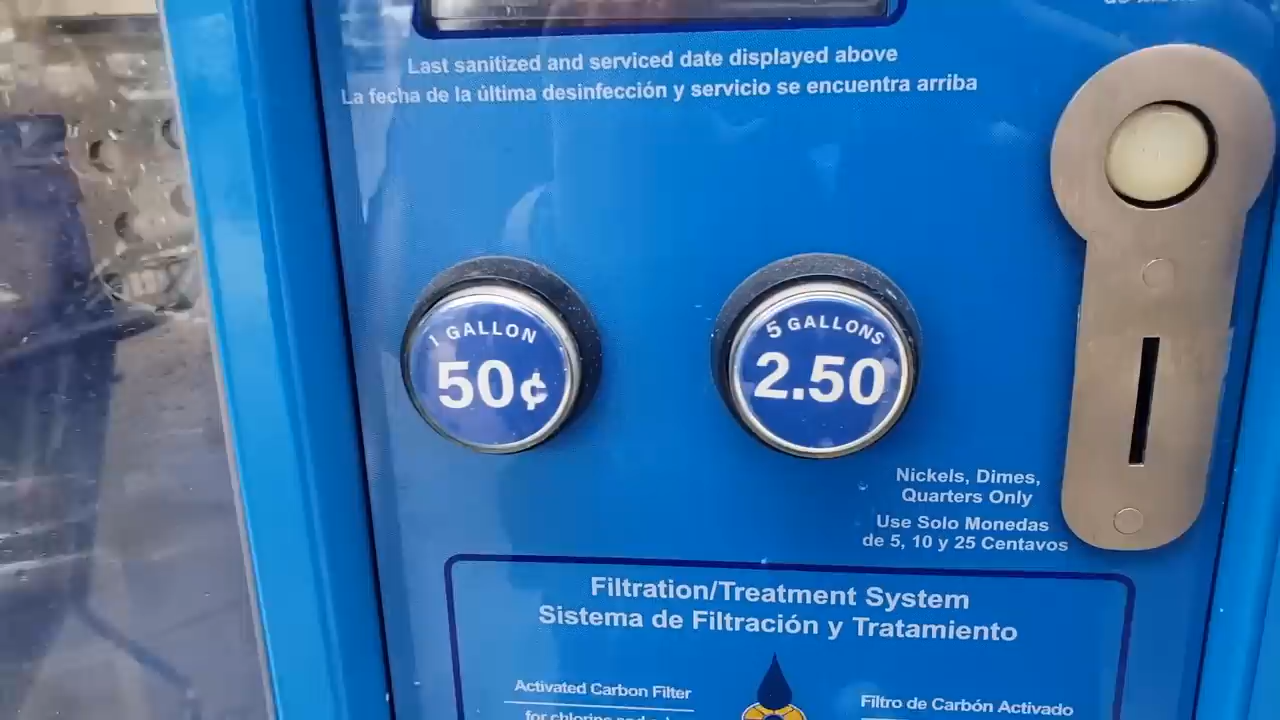 Last sanitized and serviced date displayed above
La fecha de la última desinfección y servicio se encuentra arriba
1 GALLON
50¢
5 GALLONS
2.50
Nickels, Dimes,
Quarters Only
Use Solo Monedas
de 5, 10 y 25 Centavos
Filtration/Treatment System
Sistema de Filtración y Tratamiento
Activated Carbon Filter
for chlorine
Filtro de Carbón Activado